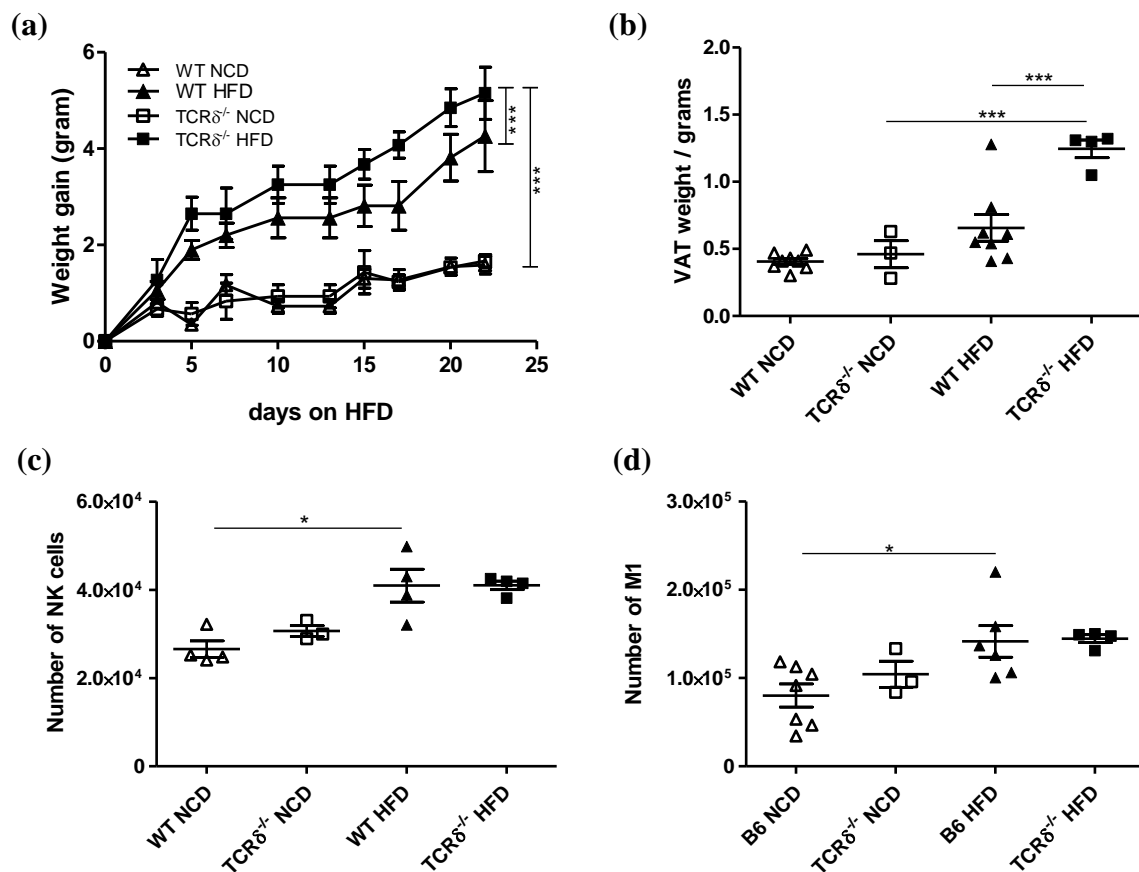 (a)
Weight gain (gram)
6
4
2
0
WT NCD
WT HFD
TCRδ-/- NCD
TCRδ-/- HFD
***
***
0 5 10 15 20 25
days on HFD
(b)
VAT weight / grams
2.0
1.5
1.0
0.5
0.0
***
***
WT NCD
TCRδ-/- NCD
WT HFD
TCRδ-/- HFD
(c)
Number of NK cells
6.0×10⁴
4.0×10⁴
2.0×10⁴
0
*
WT NCD
TCRδ-/- NCD
WT HFD
TCRδ-/- HFD
(d)
Number of M1
3.0×10⁵
2.0×10⁵
1.0×10⁵
0
*
B6 NCD
TCRδ-/- NCD
B6 HFD
TCRδ-/- HFD